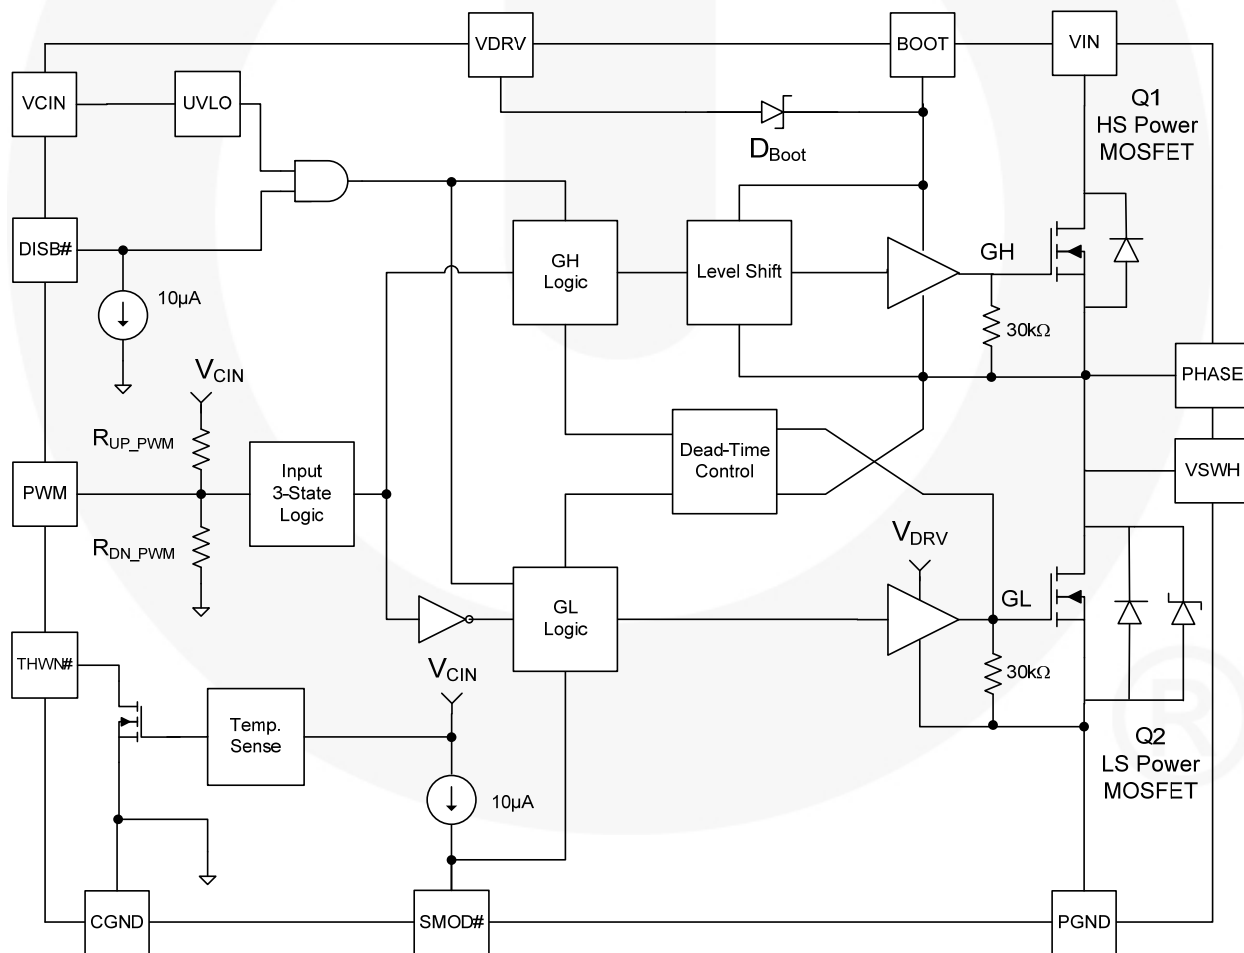 VDRV
BOOT
VIN
VCIN
UVLO
Q1
HS Power
MOSFET
DBoot
DISB#
GH
Logic
Level Shift
GH
10µA
30kΩ
VCIN
PHASE
RUP_PWM
Dead-Time
Control
VSWH
PWM
Input
3-State
Logic
RDN_PWM
VDRV
GL
Logic
GL
THWN#
VCIN
30kΩ
Temp.
Sense
Q2
LS Power
MOSFET
10µA
CGND
SMOD#
PGND
®